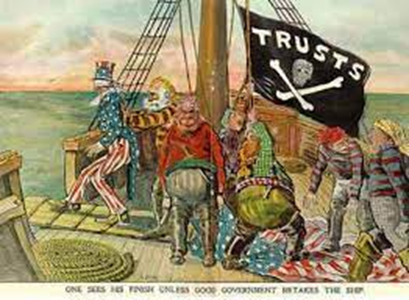 TRUSTS
ONE SEES HIS FINISH UNLESS GOOD GOVERNMENT RETAKES THE SHIP.